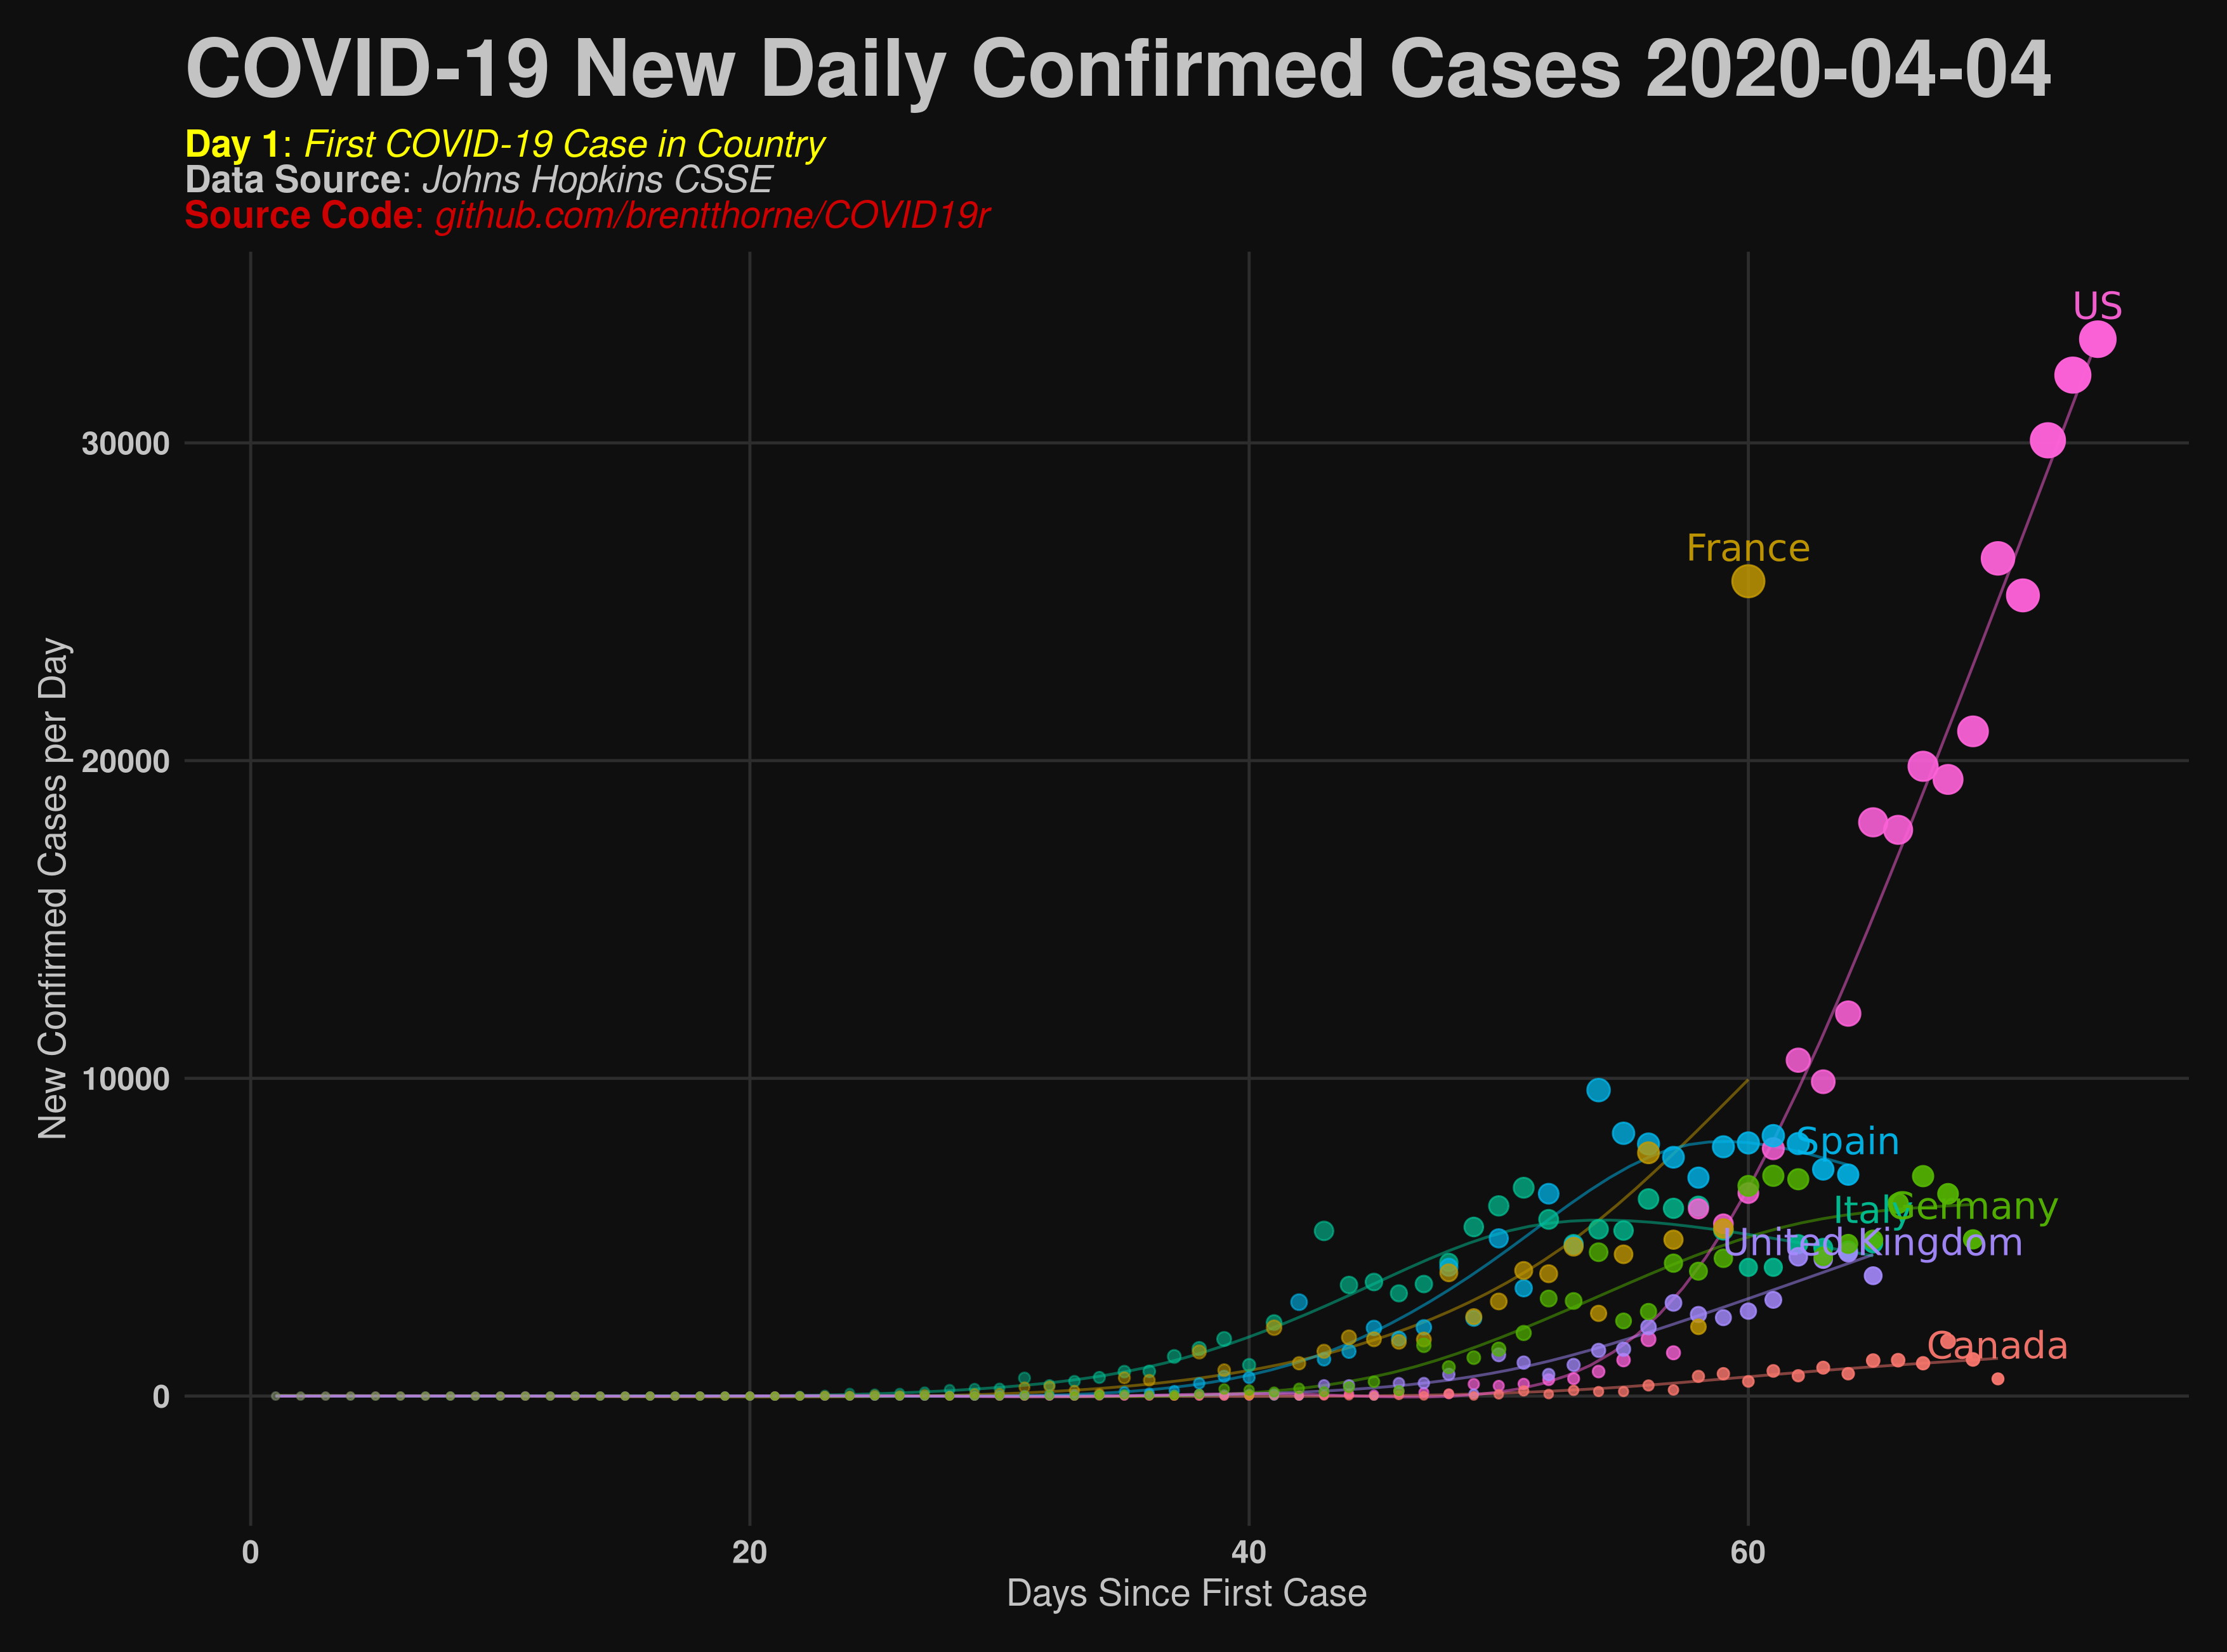 COVID-19 New Daily Confirmed Cases 2020-04-04
Day 1: First COVID-19 Case in Country
Data Source: Johns Hopkins CSSE
Source Code: github.com/brentthorne/COVID19r
New Confirmed Cases per Day
30000
20000
10000
0
US
France
Spain
Italy
Germany
United Kingdom
Canada
0
20
40
60
Days Since First Case